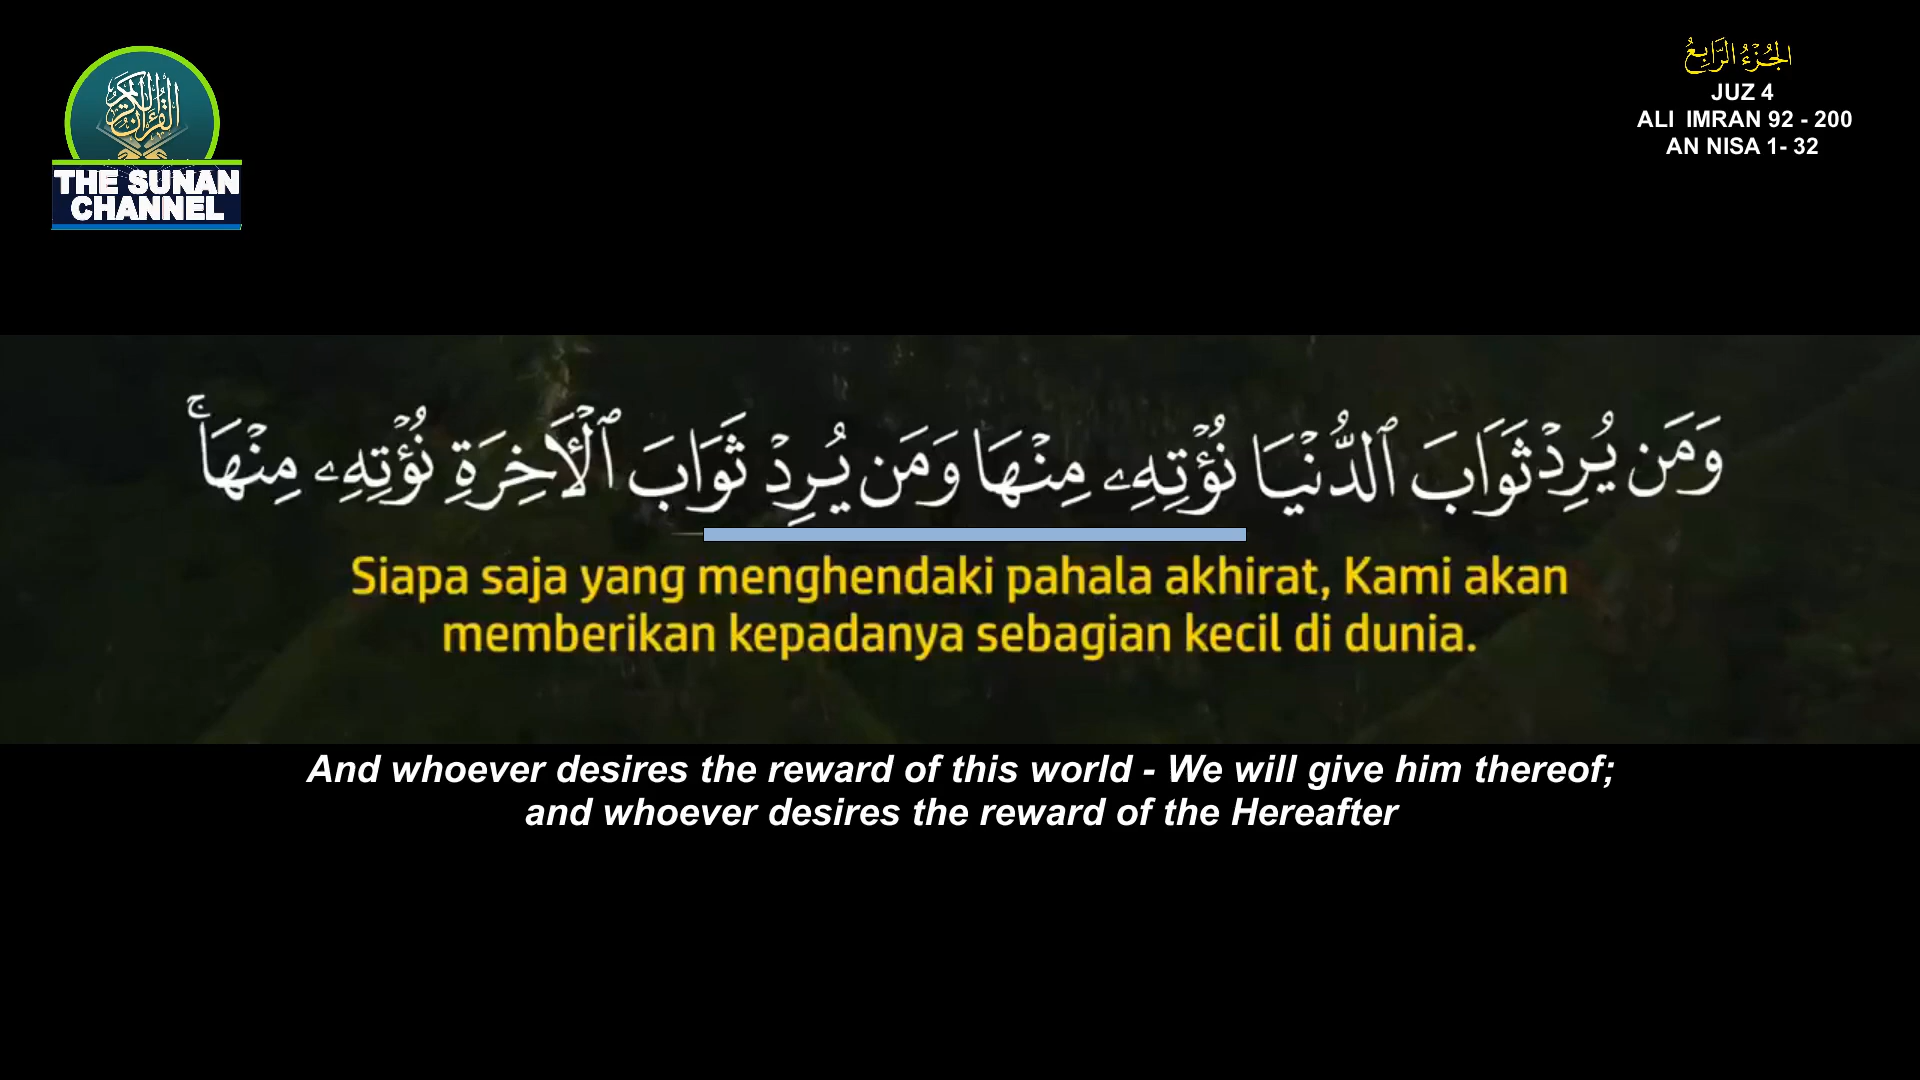 القرآن الكريم
THE SUNAN
CHANNEL
الجُزْءُ الرَّابِعُ
JUZ 4
ALI IMRAN 92 - 200
AN NISA 1- 32
وَمَن يُرِدْ ثَوَابَ ٱلدُّنْيَا نُؤْتِهِۦ مِنْهَا وَمَن يُرِدْ ثَوَابَ ٱلْأَخِرَةِ نُؤْتِهِۦ مِنْهَا ۚ
Siapa saja yang menghendaki pahala akhirat, Kami akan
memberikan kepadanya sebagian kecil di dunia.
And whoever desires the reward of this world - We will give him thereof;
and whoever desires the reward of the Hereafter